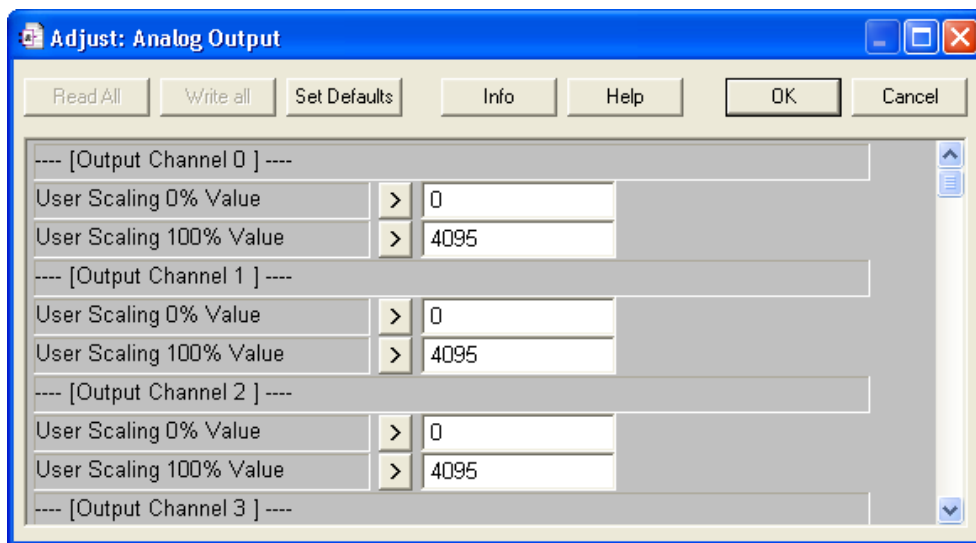 Adjust: Analog Output
Read All Write all Set Defaults Info Help OK Cancel
---- [Output Channel 0 ] ----
User Scaling 0% Value > 0
User Scaling 100% Value > 4095
---- [Output Channel 1 ] ----
User Scaling 0% Value > 0
User Scaling 100% Value > 4095
---- [Output Channel 2 ] ----
User Scaling 0% Value > 0
User Scaling 100% Value > 4095
---- [Output Channel 3 ] ----